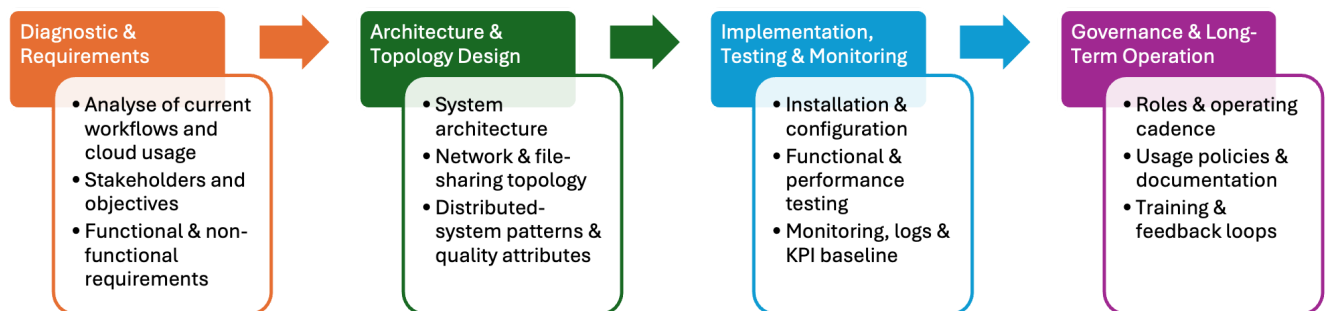 Diagnostic &
Requirements
• Analyse of current
workflows and
cloud usage
• Stakeholders and
objectives
• Functional & non-
functional
requirements
Architecture &
Topology Design
• System
architecture
• Network & file-
sharing topology
• Distributed-
system patterns &
quality attributes
Implementation,
Testing & Monitoring
• Installation &
configuration
• Functional &
performance
testing
• Monitoring, logs &
KPI baseline
Governance & Long-
Term Operation
• Roles & operating
cadence
• Usage policies &
documentation
• Training &
feedback loops